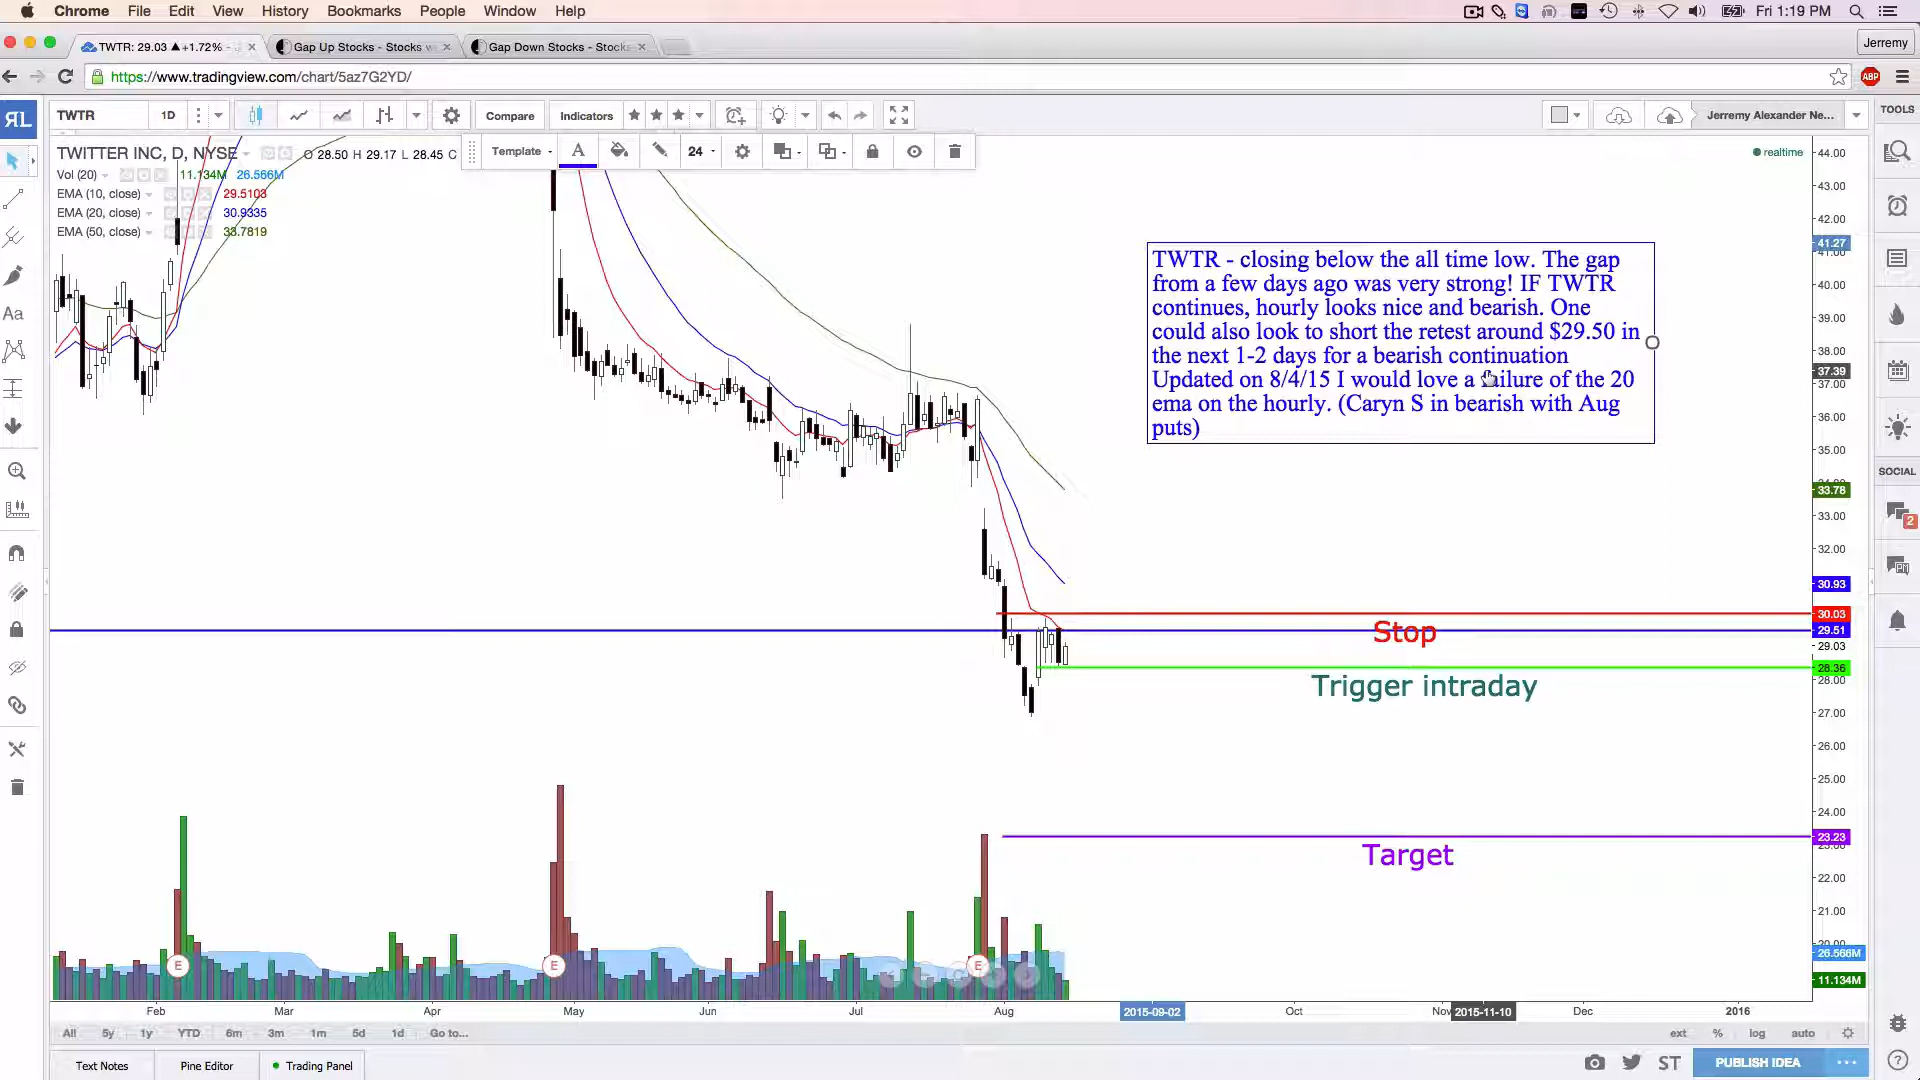 Chrome File Edit View History Bookmarks People Window Help Fri 1:19 PM
TWTR: 29.03 ▲+1.72% - Gap Up Stocks - Stocks w Gap Down Stocks - Stocks Jerremy
https://www.tradingview.com/chart/5az7G2YD/ ABP
TWTR 1D Compare Indicators Jerremy Alexander Ne... TOOLS
Template A 24
TWITTER INC, D, NYSE O 28.50 H 29.17 L 28.45 C
realtime
Vol (20) 11.134M 26.566M
EMA (10, close) 29.5103
EMA (20, close) 30.9335
EMA (50, close) 33.7819
TWTR - closing below the all time low. The gap
from a few days ago was very strong! IF TWTR
continues, hourly looks nice and bearish. One
could also look to short the retest around $29.50 in
the next 1-2 days for a bearish continuation
Updated on 8/4/15 I would love a failure of the 20
ema on the hourly. (Caryn S in bearish with Aug
puts)
Stop
Trigger intraday
Target
44.00
43.00
42.00
41.27
41.00
40.00
39.00
38.00
37.39
37.00
36.00
35.00
33.78
33.00
32.00
30.93
30.03
29.51
29.03
28.36
28.00
27.00
26.00
25.00
24.00
23.23
23.00
22.00
21.00
20.00
26.566M
11.134M
SOCIAL
2
Aa
E E E
Feb Mar Apr May Jun Jul Aug 2015-09-02 Oct Nov 2015-11-10 Dec 2016
All 5y 1y YTD 6m 3m 1m 5d 1d Go to... ext % log auto
Text Notes Pine Editor Trading Panel ST PUBLISH IDEA